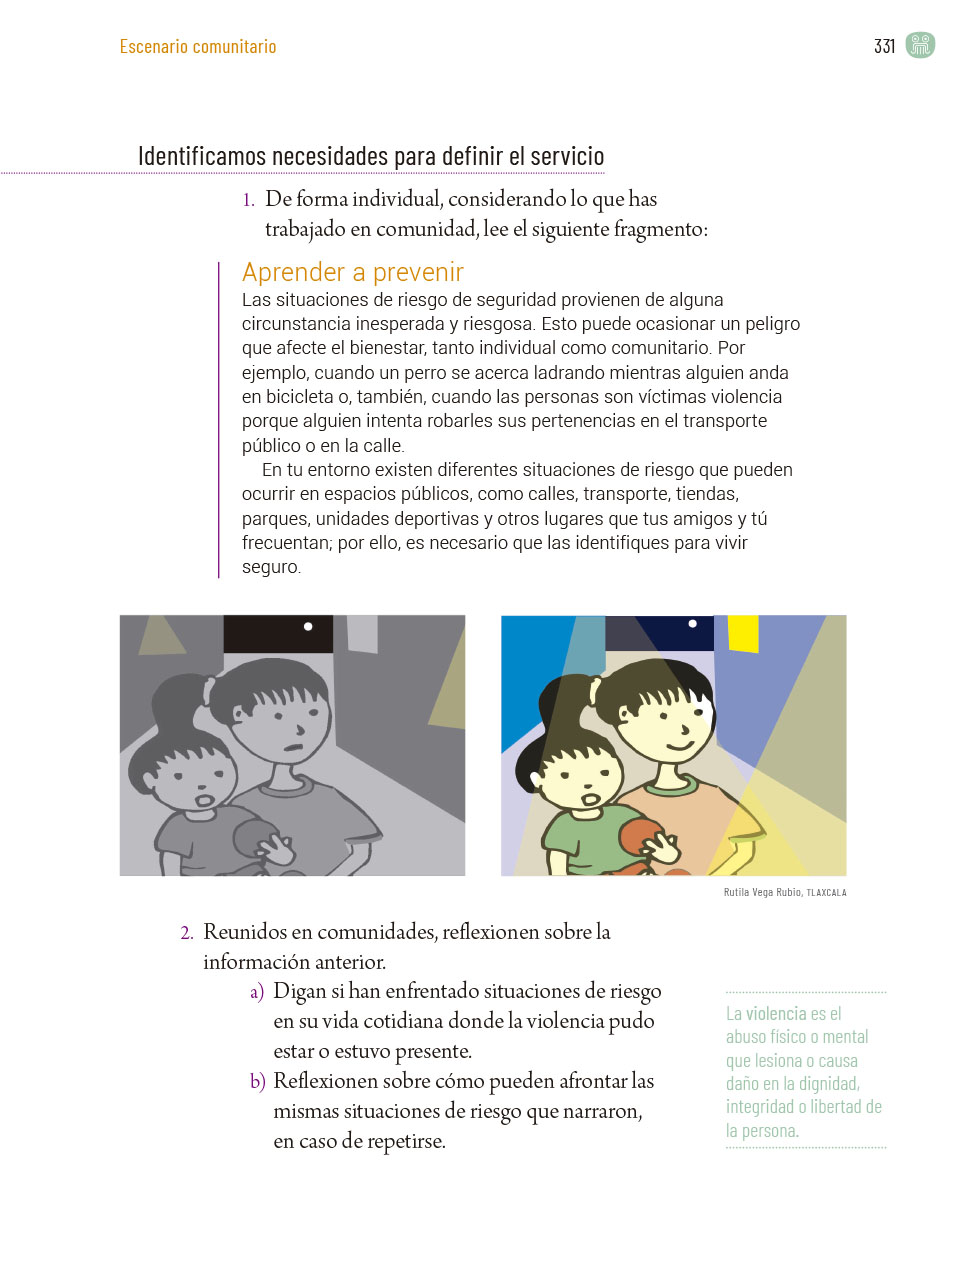 Escenario comunitario
331
Identificamos necesidades para definir el servicio
1. De forma individual, considerando lo que has
trabajado en comunidad, lee el siguiente fragmento:
Aprender a prevenir
Las situaciones de riesgo de seguridad provienen de alguna
circunstancia inesperada y riesgosa. Esto puede ocasionar un peligro
que afecte el bienestar, tanto individual como comunitario. Por
ejemplo, cuando un perro se acerca ladrando mientras alguien anda
en bicicleta o, también, cuando las personas son víctimas violencia
porque alguien intenta robarles sus pertenencias en el transporte
público o en la calle.
En tu entorno existen diferentes situaciones de riesgo que pueden
ocurrir en espacios públicos, como calles, transporte, tiendas,
parques, unidades deportivas y otros lugares que tus amigos y tú
frecuentan; por ello, es necesario que las identifiques para vivir
seguro.
Rutila Vega Rubio, TLAXCALA
2. Reunidos en comunidades, reflexionen sobre la
información anterior.
a) Digan si han enfrentado situaciones de riesgo
en su vida cotidiana donde la violencia pudo
estar o estuvo presente.
b) Reflexionen sobre cómo pueden afrontar las
mismas situaciones de riesgo que narraron,
en caso de repetirse.
La violencia es el
abuso físico o mental
que lesiona o causa
daño en la dignidad,
integridad o libertad de
la persona.